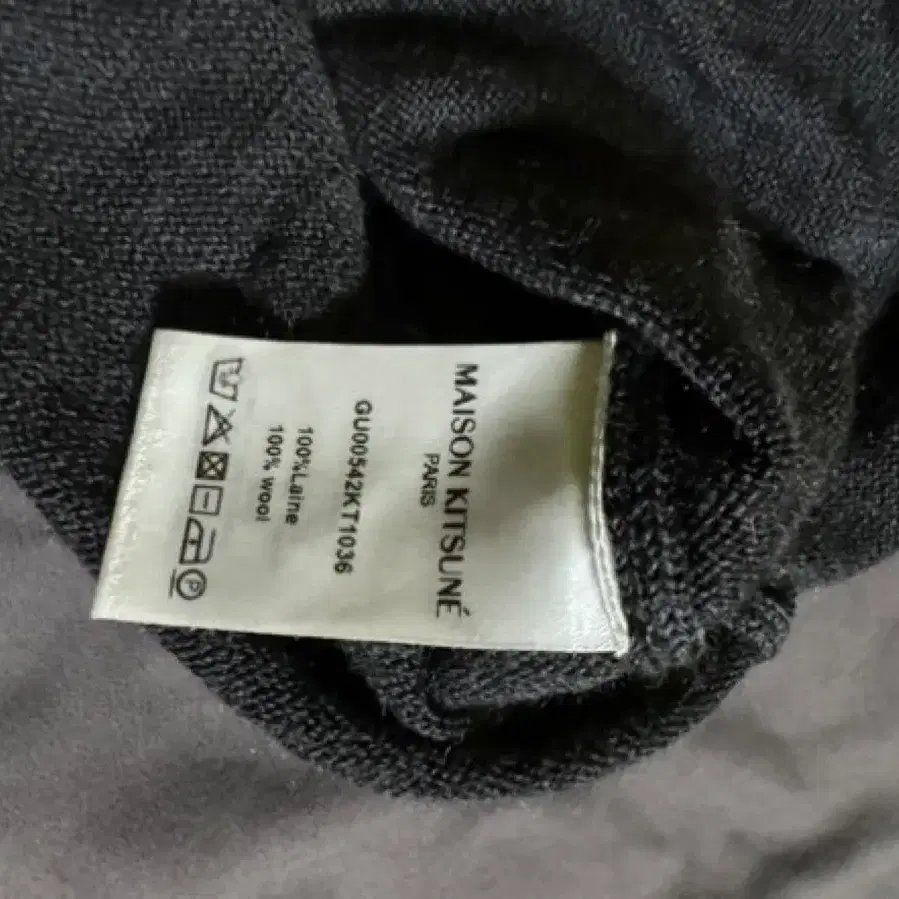 MAISON KITSUNÉ
PARIS
GU00542KT1036
100%Laine
100% wool
P